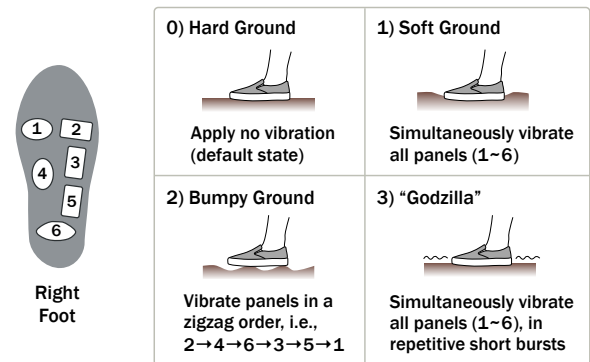 1
2
3
4
5
6
Right
Foot
0) Hard Ground
Apply no vibration
(default state)
1) Soft Ground
Simultaneously vibrate
all panels (1~6)
2) Bumpy Ground
Vibrate panels in a
zigzag order, i.e.,
2→4→6→3→5→1
3) “Godzilla”
Simultaneously vibrate
all panels (1~6), in
repetitive short bursts